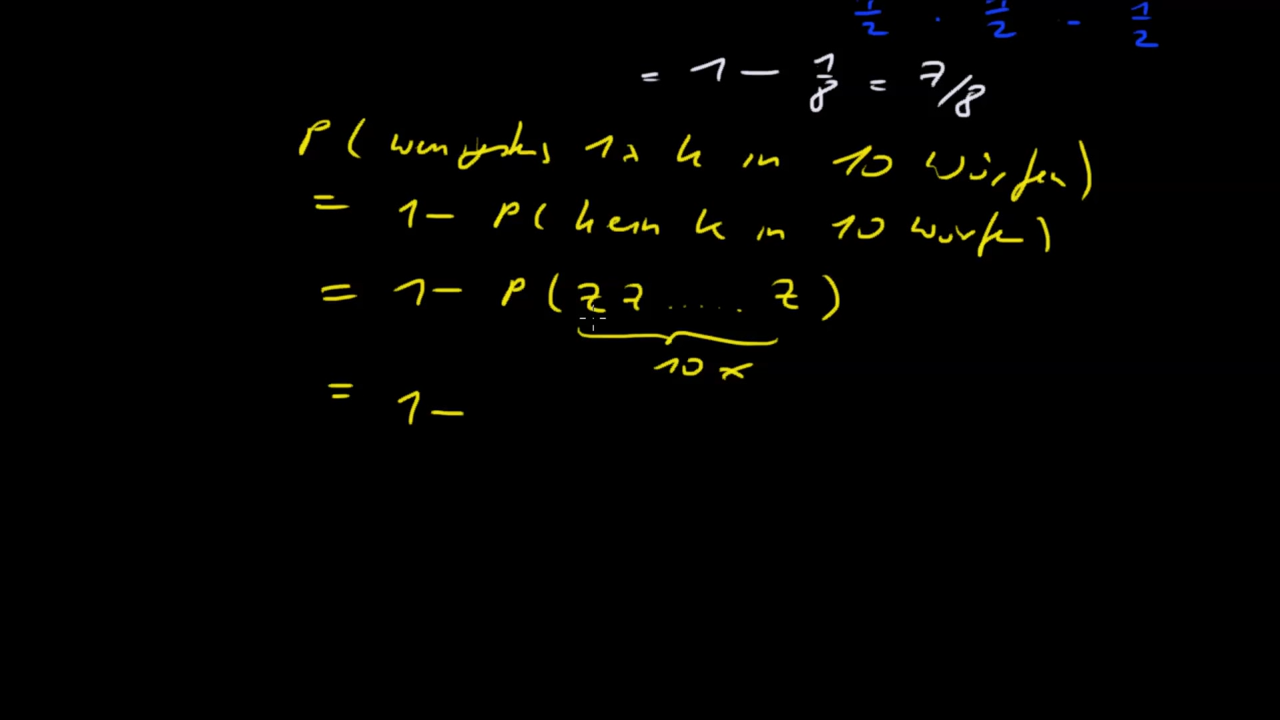 1/2 · 1/2 - 1/2
= 1 - 1/8 = 7/8
P( 1x K in 10 Würfen)
= 1 - P( kein K in 10 Würfen)
= 1 - P( Z Z ..... Z )
10 x
= 1 -